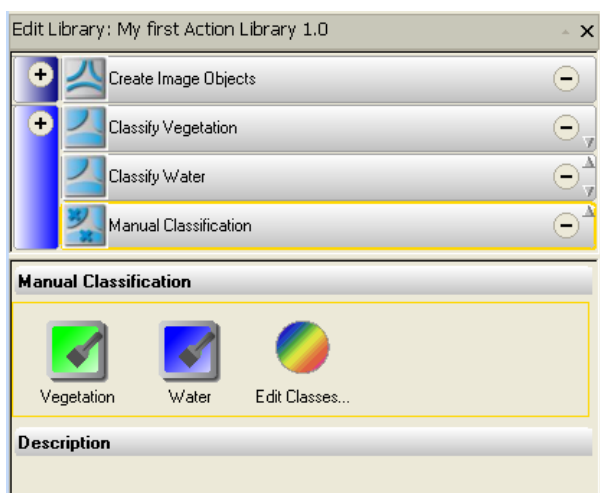 Edit Library: My first Action Library 1.0
Create Image Objects
Classify Vegetation
Classify Water
Manual Classification
Manual Classification
Vegetation Water Edit Classes...
Description